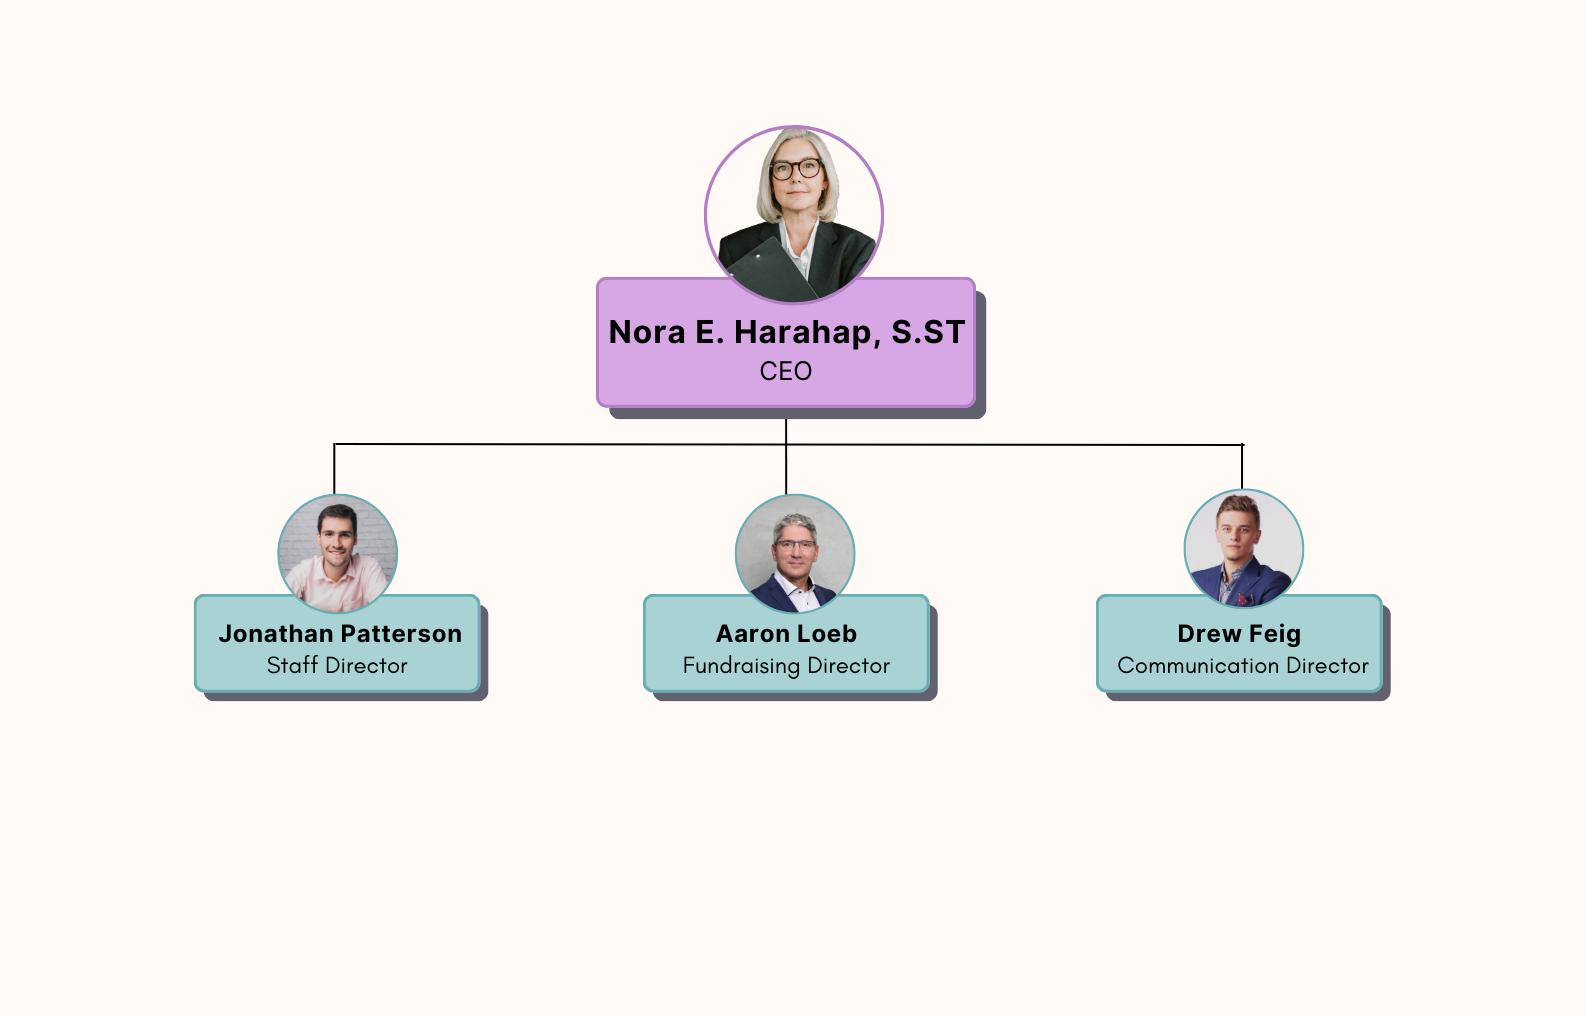 Nora E. Harahap, S.ST
CEO
Jonathan Patterson
Staff Director
Aaron Loeb
Fundraising Director
Drew Feig
Communication Director